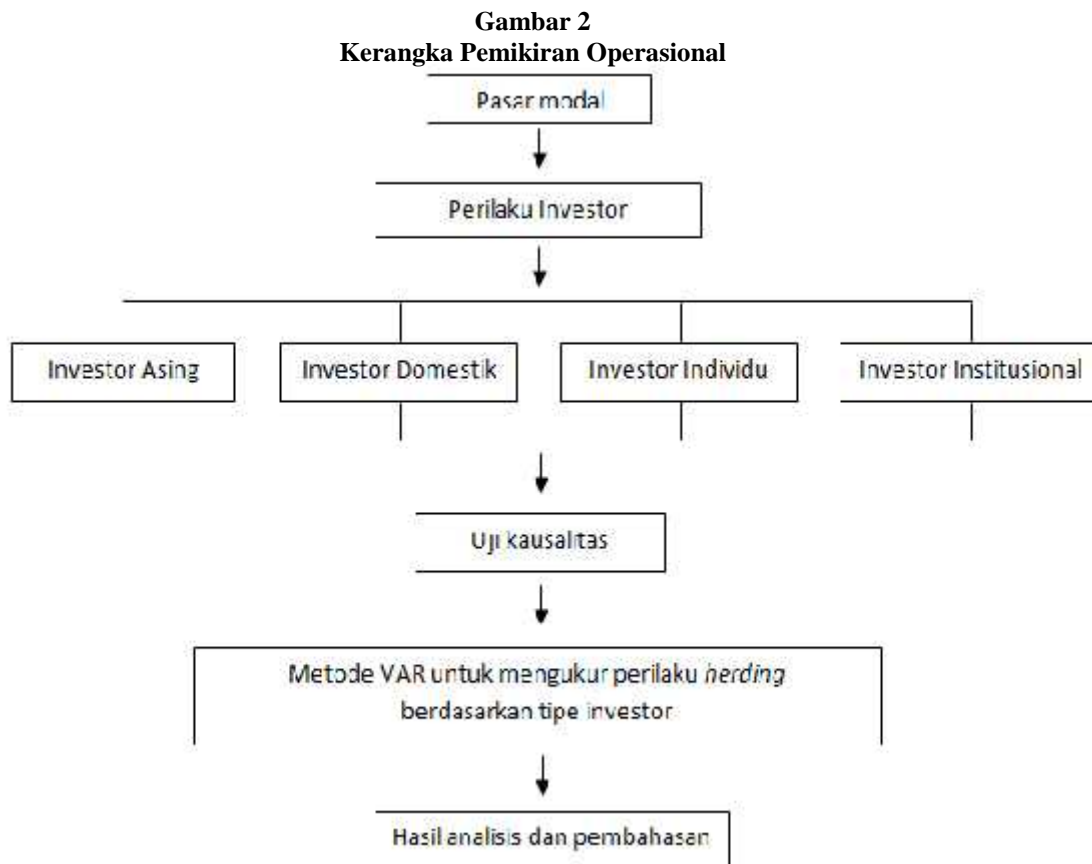 Gambar 2
Kerangka Pemikiran Operasional
Pasar modal
Perilaku Investor
Investor Asing
Investor Domestik
Investor Individu
Investor Institusional
Uji kausalitas
Metode VAR untuk mengukur perilaku herding
berdasarkan tipe investor
Hasil analisis dan pembahasan